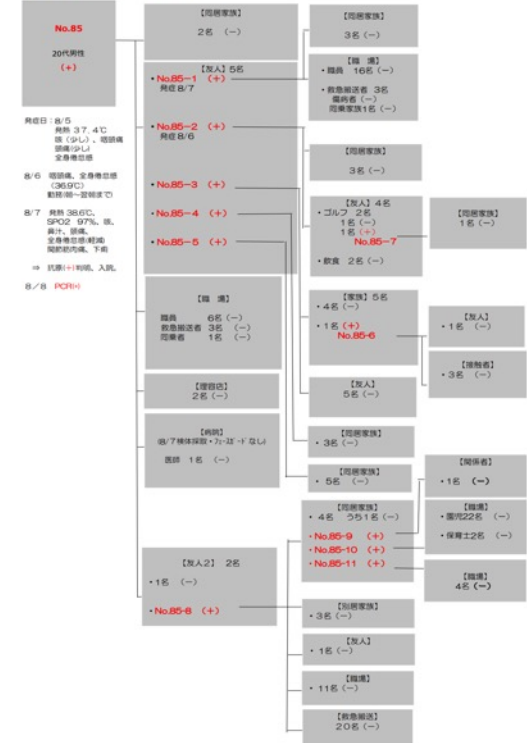 No.85
20代男性
(+)
発症日:8/5
発熱 37.4℃
咳(少し)、咽頭痛
頭痛(少し)
全身倦怠感
8/6 咽頭痛、全身倦怠感
(36.9℃)
勤務(朝~翌朝まで)
8/7 発熱 38.6℃、
SPO2 97%、咳、
鼻汁、頭痛、
全身倦怠感(軽減)
関節筋肉痛、下痢
⇒ 抗原(+)判明、入院。
8/8 PCR(+)
【同居家族】
2名 (-)
【友人】5名
・No.85-1 (+)
発症8/7
・No.85-2 (+)
発症8/6
・No.85-3 (+)
・No.85-4 (+)
・No.85-5 (+)
【職 場】
職員 6名 (-)
救急搬送者 3名 (-)
同乗者 1名 (-)
【理容店】
2名 (-)
【病院】
(8/7検体採取・フェースガードなし)
医師 1名 (-)
【友人2】 2名
・1名 (-)
・No.85-8 (+)
【同居家族】
3名 (-)
【職 場】
・職員 16名 (-)
・救急搬送者 3名
傷病者 (-)
同乗家族1名 (-)
【同居家族】
3名 (-)
【友人】4名
・ゴルフ 2名
1名 (-)
1名 (+)
No.85-7
・飲食 2名 (-)
【同居家族】
1名 (-)
【家族】5名
・4名 (-)
・1名 (+)
No.85-6
【友人】
・1名 (-)
【接触者】
・3名 (-)
【友人】
5名 (-)
【同居家族】
・3名 (-)
【同居家族】
・5名 (-)
【同居家族】
・4名 うち1名 (-)
・No.85-9 (+)
・No.85-10 (+)
・No.85-11 (+)
【関係者】
・1名 (-)
【職場】
・園児22名 (-)
・保育士2名 (-)
【職場】
4名 (-)
【別居家族】
・3名 (-)
【友人】
・1名 (-)
【職場】
・11名 (-)
【救急搬送】
20名 (-)